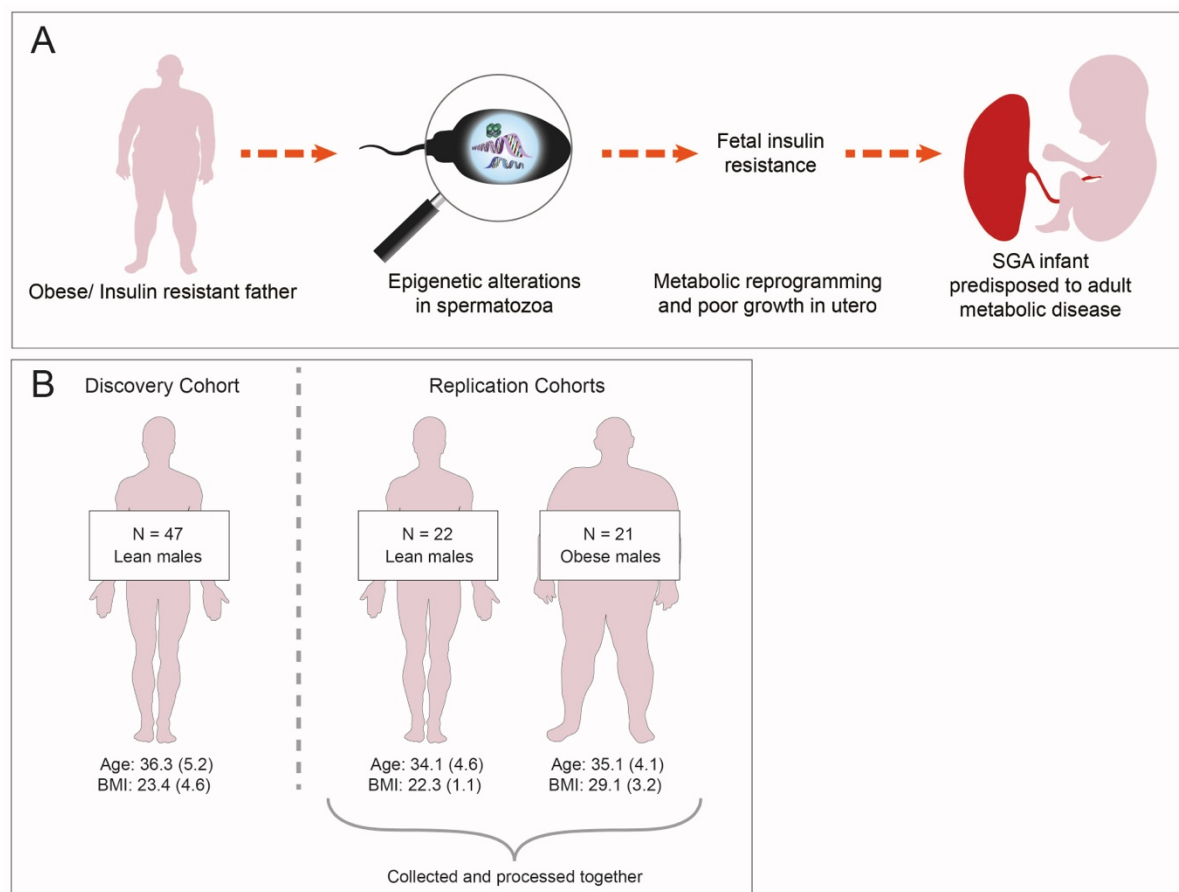 A
Obese/ Insulin resistant father
Epigenetic alterations
in spermatozoa
Fetal insulin
resistance
Metabolic reprogramming
and poor growth in utero
SGA infant
predisposed to adult
metabolic disease
B
Discovery Cohort
Replication Cohorts
N = 47
Lean males
N = 22
Lean males
N = 21
Obese males
Age: 36.3 (5.2)
BMI: 23.4 (4.6)
Age: 34.1 (4.6)
BMI: 22.3 (1.1)
Age: 35.1 (4.1)
BMI: 29.1 (3.2)
Collected and processed together